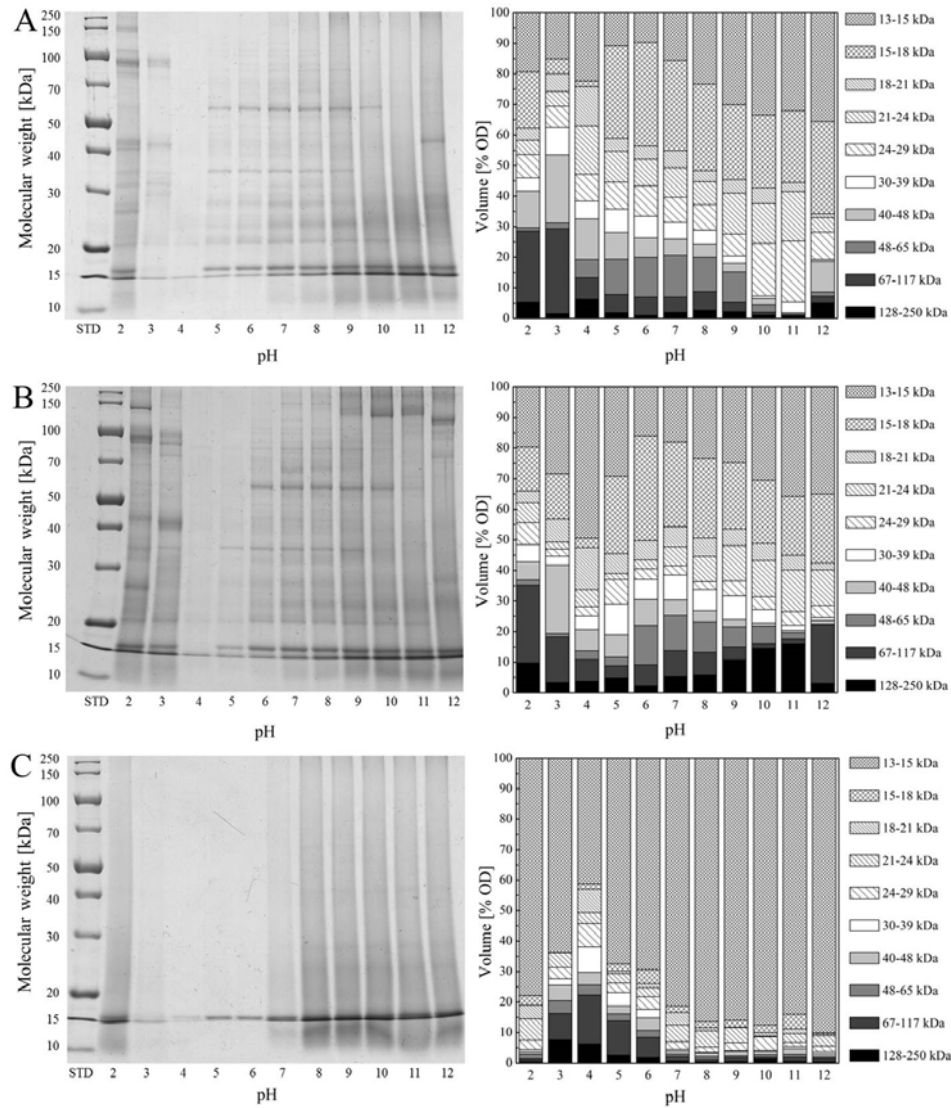 A
Molecular weight [kDa]
250
150
100
70
50
40
30
20
15
10
STD 2 3 4 5 6 7 8 9 10 11 12
pH
Volume [% OD]
100
90
80
70
60
50
40
30
20
10
0
2 3 4 5 6 7 8 9 10 11 12
pH
13-15 kDa
15-18 kDa
18-21 kDa
21-24 kDa
24-29 kDa
30-39 kDa
40-48 kDa
48-65 kDa
67-117 kDa
128-250 kDa
B
Molecular weight [kDa]
250
150
100
70
50
40
30
20
15
10
STD 2 3 4 5 6 7 8 9 10 11 12
pH
Volume [% OD]
100
90
80
70
60
50
40
30
20
10
0
2 3 4 5 6 7 8 9 10 11 12
pH
13-15 kDa
15-18 kDa
18-21 kDa
21-24 kDa
24-29 kDa
30-39 kDa
40-48 kDa
48-65 kDa
67-117 kDa
128-250 kDa
C
Molecular weight [kDa]
250
150
100
70
50
40
30
20
15
10
STD 2 3 4 5 6 7 8 9 10 11 12
pH
Volume [% OD]
100
90
80
70
60
50
40
30
20
10
0
2 3 4 5 6 7 8 9 10 11 12
pH
13-15 kDa
15-18 kDa
18-21 kDa
21-24 kDa
24-29 kDa
30-39 kDa
40-48 kDa
48-65 kDa
67-117 kDa
128-250 kDa